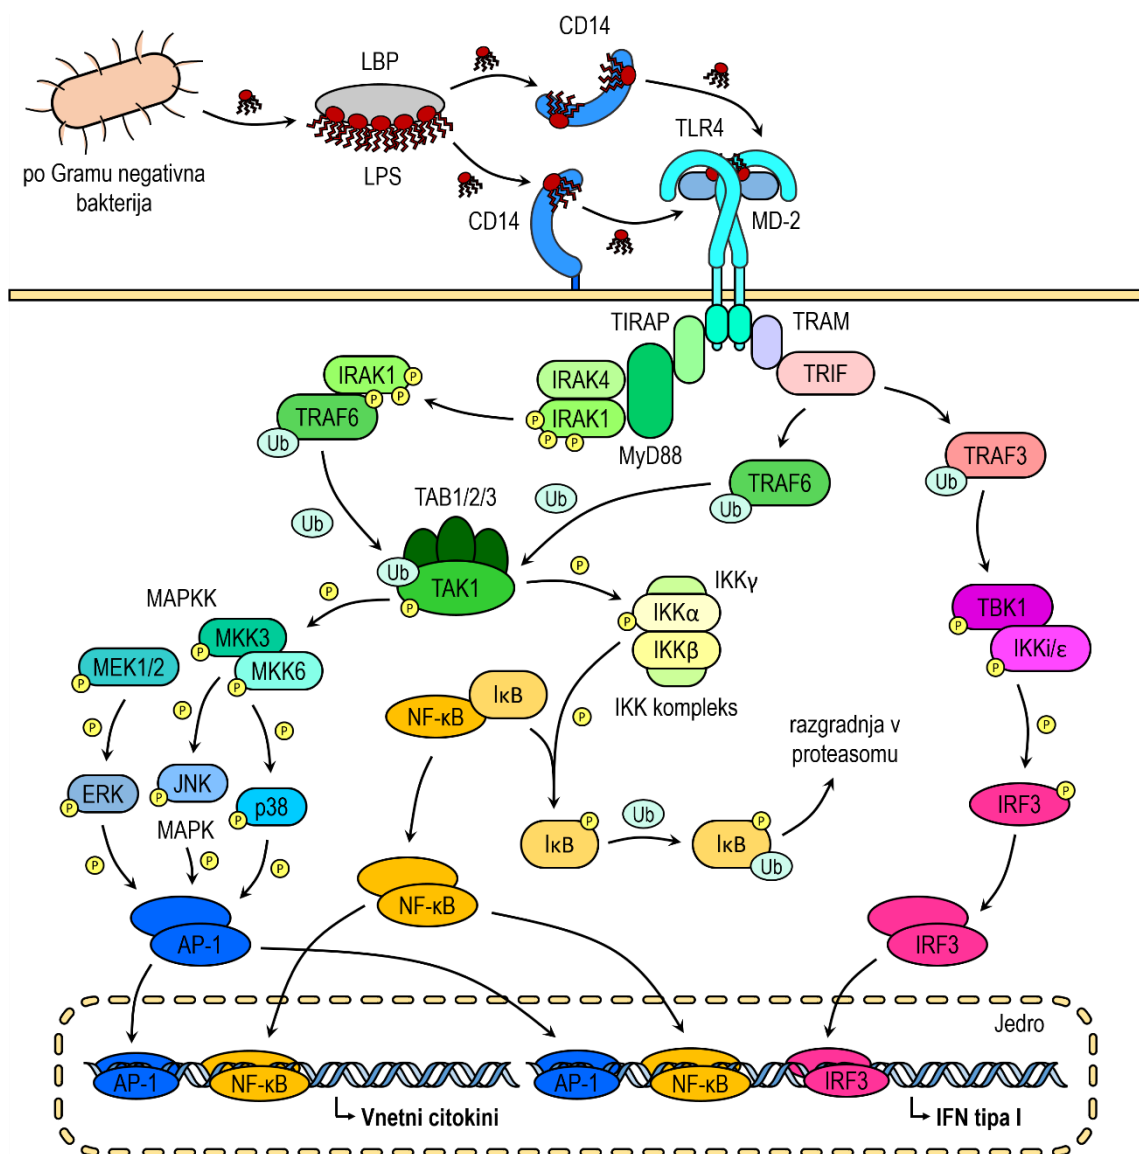 CD14
LBP
po Gramu negativna
bakterija
LPS
TLR4
CD14
MD-2
TIRAP
TRAM
IRAK1
P
P
P
TRAF6
Ub
IRAK4
IRAK1
P
P
P
MyD88
TRIF
TRAF6
Ub
TRAF3
Ub
Ub
Ub
TAB1/2/3
Ub
TAK1
P
P
P
MAPKK
MKK3
P
MKK6
P
MEK1/2
P
IKKγ
IKKα
P
IKKβ
IKK kompleks
TBK1
P
IKKi/ε
P
P
P
P
P
P
NF-κB
IκB
razgradnja v
proteasomu
ERK
P
JNK
P
p38
P
MAPK
IRF3
P
IκB
P
Ub
IκB
P
Ub
P
P
P
AP-1
NF-κB
IRF3
Jedro
AP-1
NF-κB
AP-1
NF-κB
IRF3
Vnetni citokini
IFN tipa I